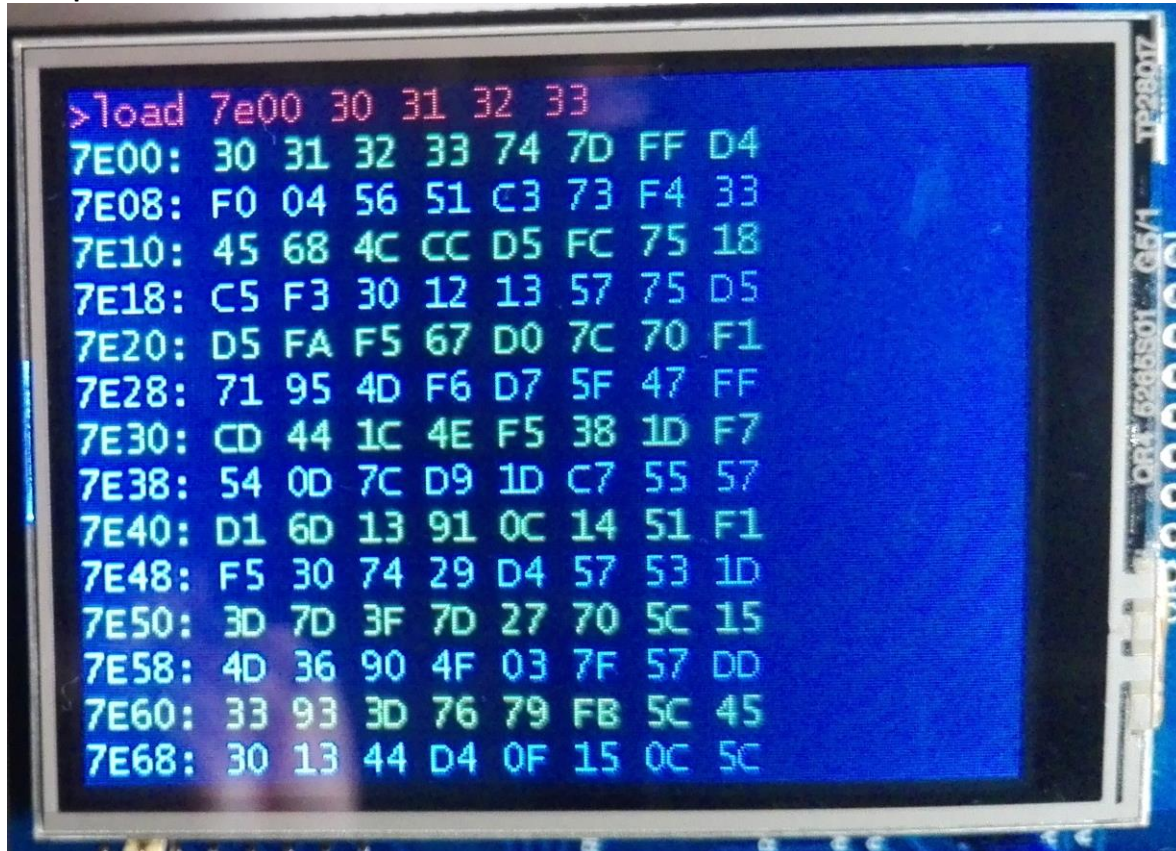 >load 7e00 30 31 32 33
7E00: 30 31 32 33 74 7D FF D4
7E08: F0 04 56 51 C3 73 F4 33
7E10: 45 68 4C CC D5 FC 75 18
7E18: C5 F3 30 12 13 57 75 D5
7E20: D5 FA F5 67 D0 7C 70 F1
7E28: 71 95 4D F6 D7 5F 47 FF
7E30: CD 44 1C 4E F5 38 1D F7
7E38: 54 0D 7C D9 1D C7 55 57
7E40: D1 6D 13 91 0C 14 51 F1
7E48: F5 30 74 29 D4 57 53 1D
7E50: 3D 7D 3F 7D 27 70 5C 15
7E58: 4D 36 90 4F 03 7F 57 DD
7E60: 33 93 3D 76 79 FB 5C 45
7E68: 30 13 44 D4 0F 15 0C 5C
TP28017
G5/1